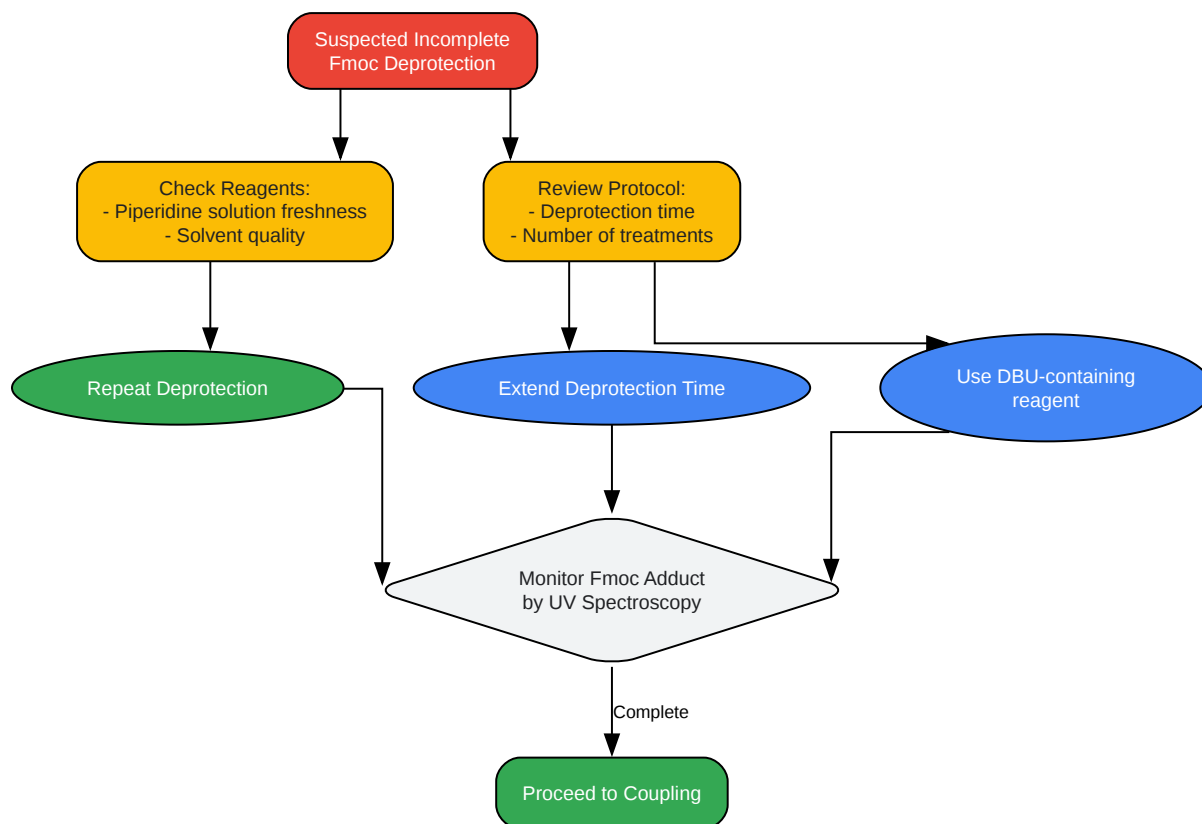 Suspected Incomplete
Fmoc Deprotection
Check Reagents:
- Piperidine solution freshness
- Solvent quality
Review Protocol:
- Deprotection time
- Number of treatments
Repeat Deprotection
Extend Deprotection Time
Use DBU-containing
reagent
Monitor Fmoc Adduct
by UV Spectroscopy
Complete
Proceed to Coupling